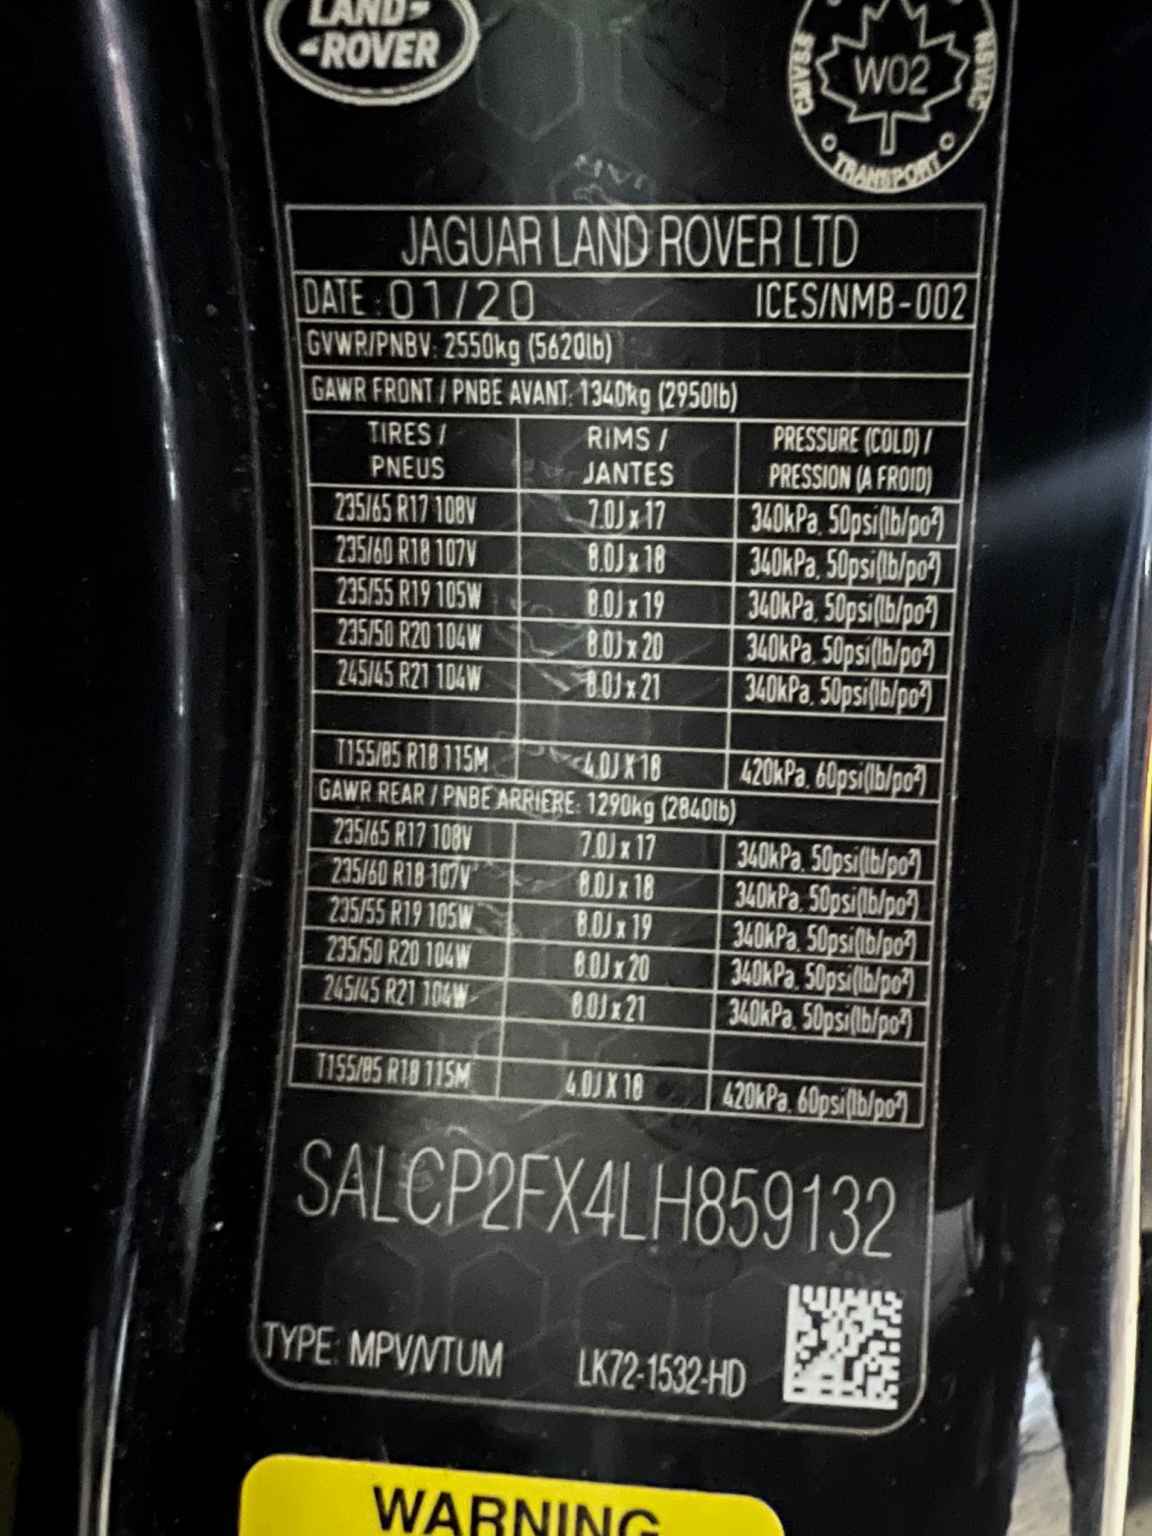 LAND-
-ROVER
CMVSS
W02
NSVAC
TRANSPORT
JAGUAR LAND ROVER LTD
DATE: 01/20 ICES/NMB-002
GVWR/PNBV: 2550kg (5620lb)
GAWR FRONT / PNBE AVANT: 1340kg (2950lb)
TIRES / RIMS / PRESSURE (COLD) /
PNEUS JANTES PRESSION (A FROID)
235/65 R17 108V 7.0J x 17 340kPa, 50psi(lb/po²)
235/60 R18 107V 8.0J x 18 340kPa, 50psi(lb/po²)
235/55 R19 105W 8.0J x 19 340kPa, 50psi(lb/po²)
235/50 R20 104W 8.0J x 20 340kPa, 50psi(lb/po²)
245/45 R21 104W 8.0J x 21 340kPa, 50psi(lb/po²)
T155/85 R18 115M 4.0J X 18 420kPa, 60psi(lb/po²)
GAWR REAR / PNBE ARRIERE: 1290kg (2840lb)
235/65 R17 108V 7.0J x 17 340kPa, 50psi(lb/po²)
235/60 R18 107V 8.0J x 18 340kPa, 50psi(lb/po²)
235/55 R19 105W 8.0J x 19 340kPa, 50psi(lb/po²)
235/50 R20 104W 8.0J x 20 340kPa, 50psi(lb/po²)
245/45 R21 104W 8.0J x 21 340kPa, 50psi(lb/po²)
T155/85 R18 115M 4.0J X 18 420kPa, 60psi(lb/po²)
SALCP2FX4LH859132
TYPE: MPV/VTUM LK72-1532-HD
WARNING